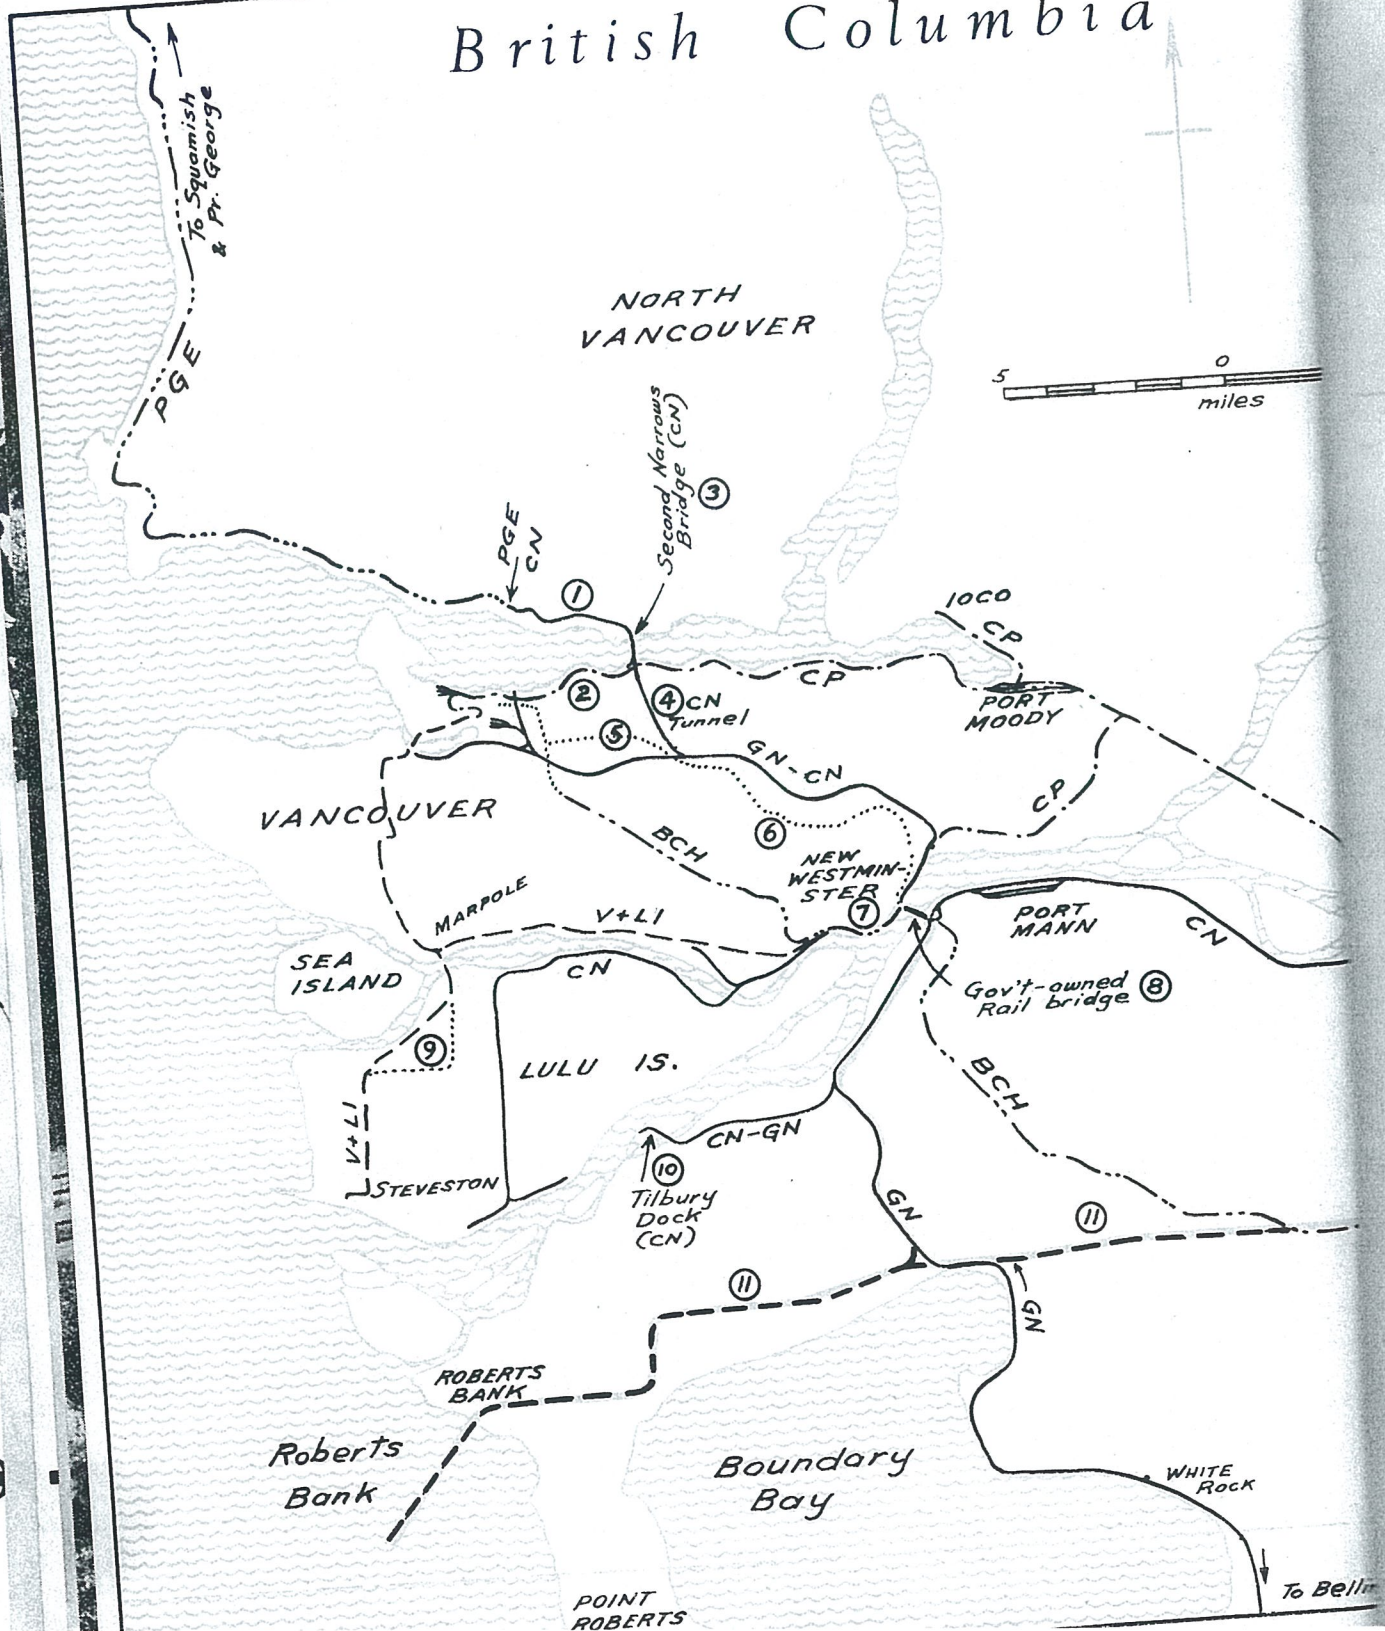 British Columbia
To Squamish
& Pr. George
PGE
NORTH
VANCOUVER
5 0
miles
Second Narrows
Bridge (CN)
3
PGE
CN
1
IOCO
CP
CP
2
4 CN
Tunnel
PORT
MOODY
5
GN-CN
CP
VANCOUVER
BCH
6
NEW
WESTMIN-
STER
7
MARPOLE
V+LI
PORT
MANN
CN
SEA
ISLAND
CN
Gov't-owned
Rail bridge 8
9
LULU IS.
BCH
V+LI
CN-GN
STEVESTON
10
Tilbury
Dock
(CN)
GN
11
11
GN
ROBERTS
BANK
Roberts
Bank
Boundary
Bay
WHITE
ROCK
To Bell
POINT
ROBERTS